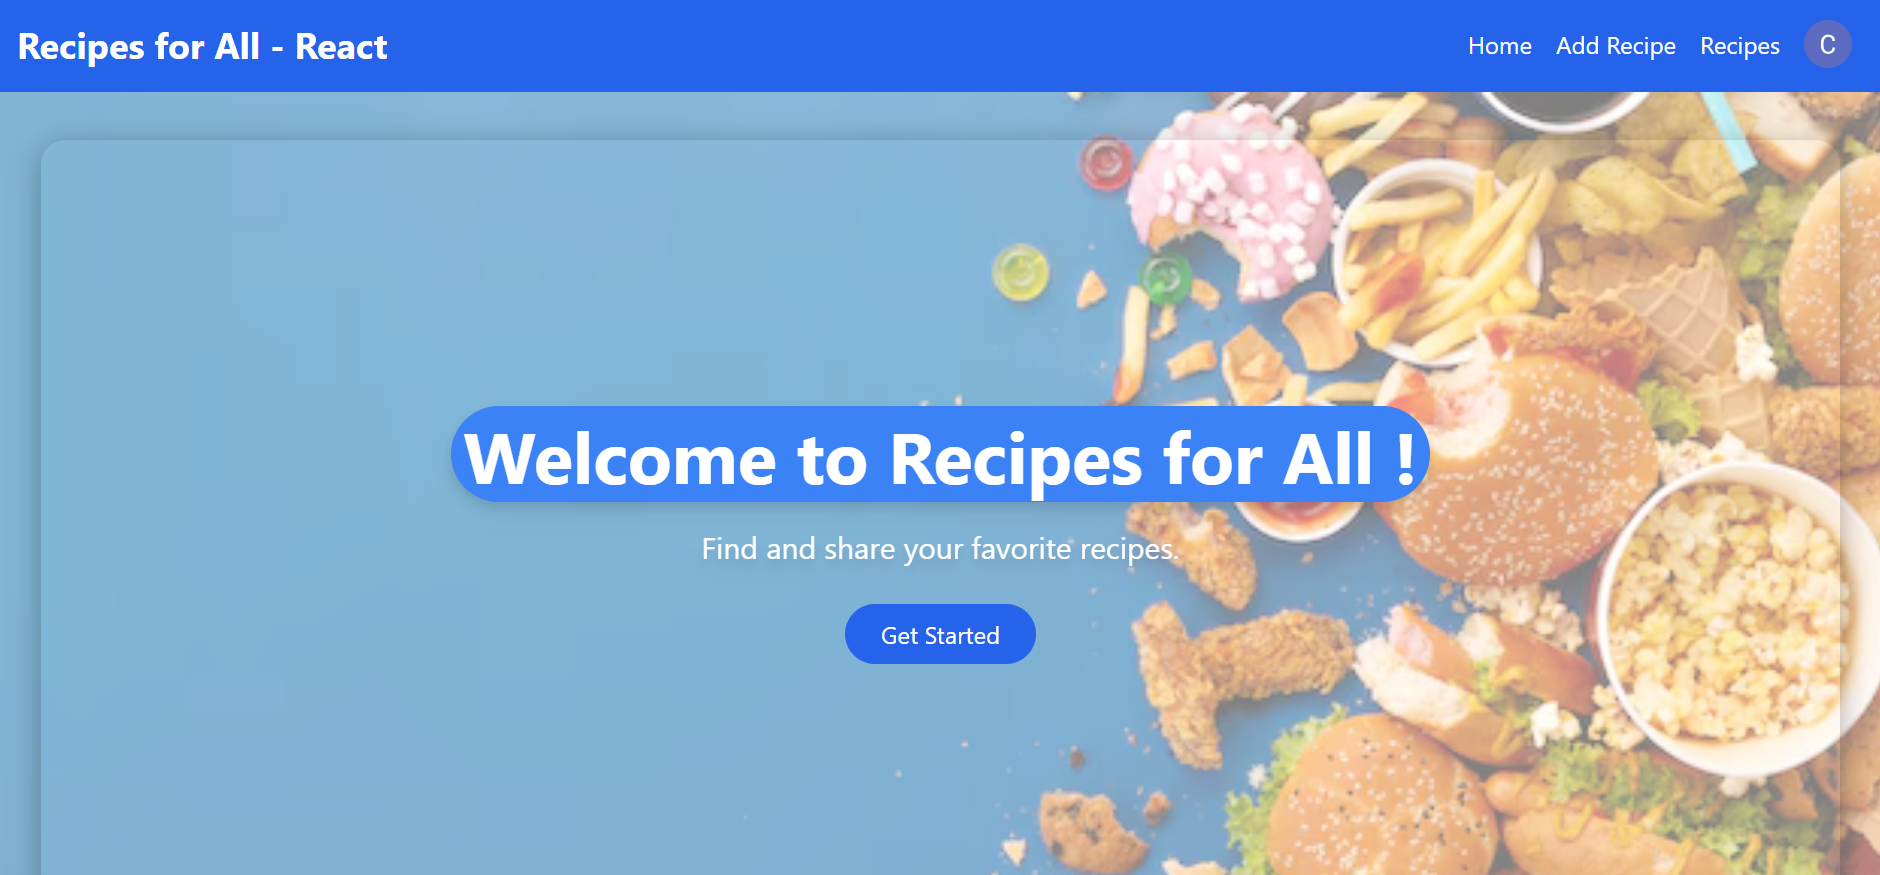 Recipes for All - React
Home Add Recipe Recipes C
Welcome to Recipes for All !
Find and share your favorite recipes.
Get Started